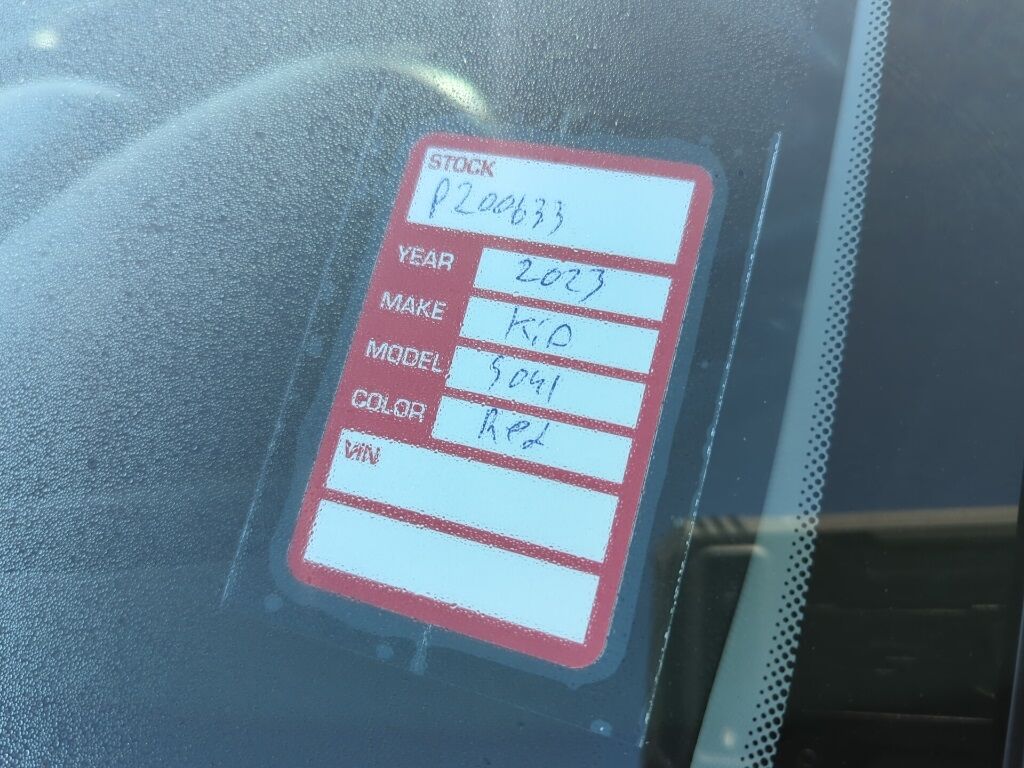 STOCK
P200633
YEAR 2023
MAKE Kia
MODEL Soul
COLOR Red
VIN